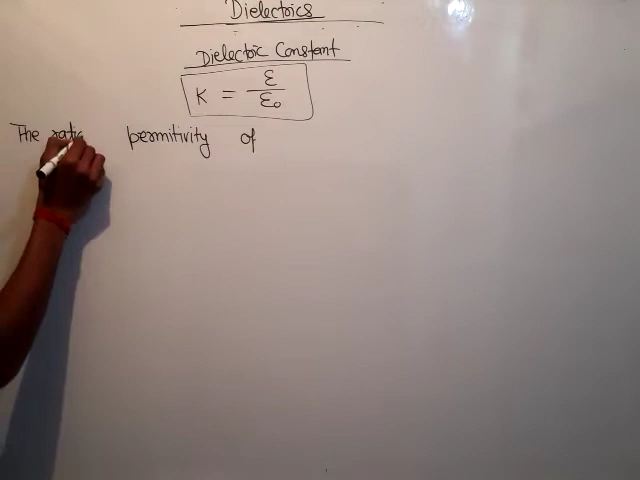 Dielectrics
Dielectric Constant
K = ε / ε₀
The ratio permitivity of